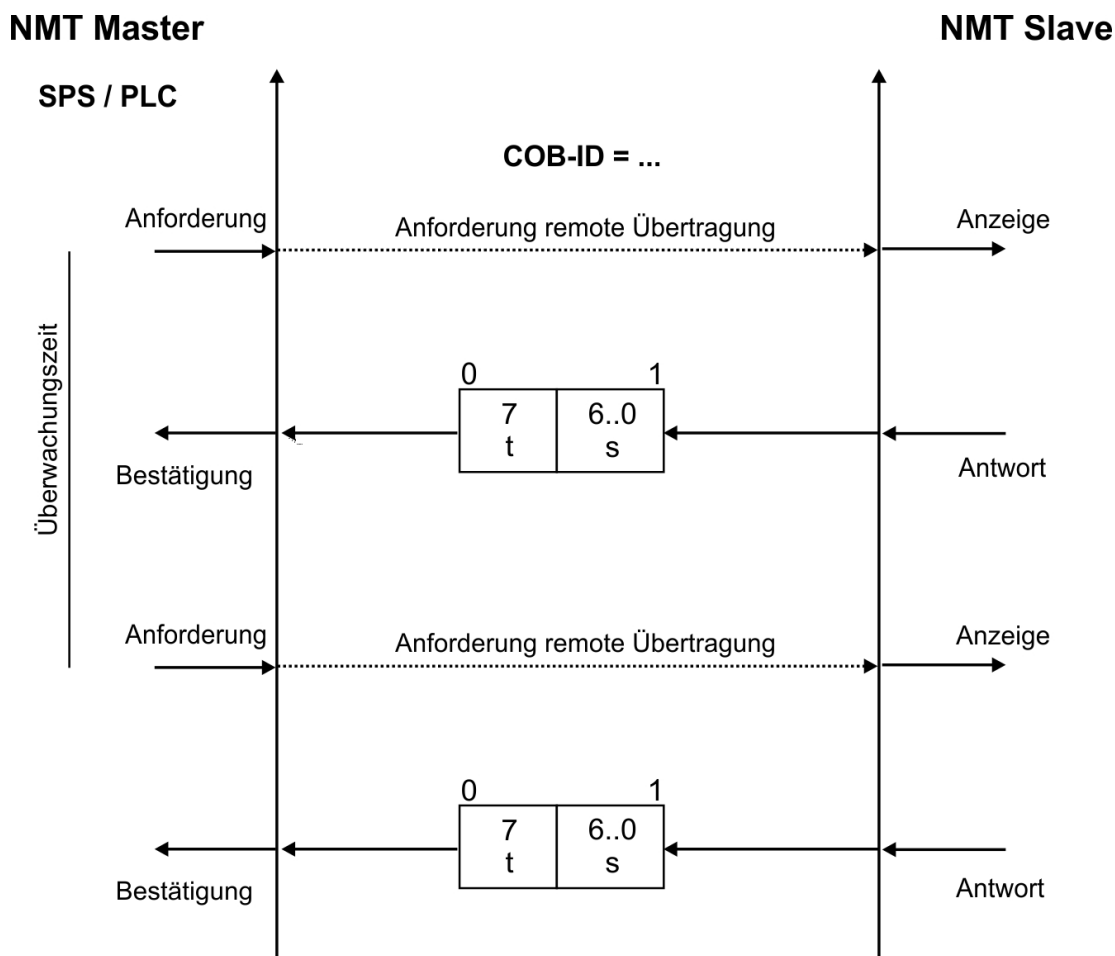 NMT Master
NMT Slave
SPS / PLC
COB-ID = ...
Anforderung
Anforderung remote Übertragung
Anzeige
Überwachungszeit
0 1
7 6..0
t s
Bestätigung
Antwort
Anforderung
Anforderung remote Übertragung
Anzeige
0 1
7 6..0
t s
Bestätigung
Antwort